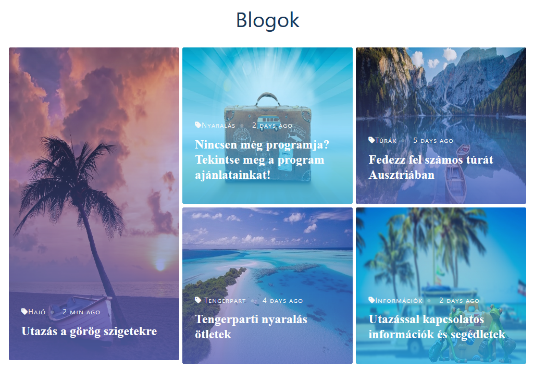 Blogok
Hajó 2 min ago
Utazás a görög szigetekre
Nyaralás 2 days ago
Nincsen még programja?
Tekintse meg a program
ajánlatainkat!
Túrák 5 days ago
Fedezz fel számos túrát
Ausztriában
Tengerpart 4 days ago
Tengerparti nyaralás
ötletek
Információk 2 days ago
Utazással kapcsolatos
információk és segédletek